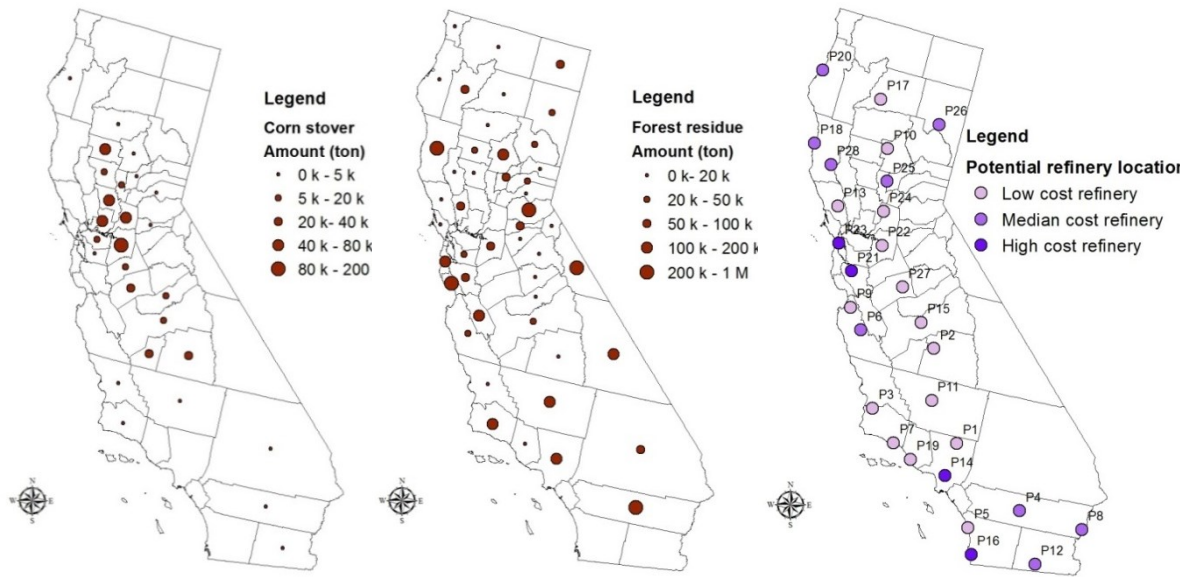 Legend
Corn stover
Amount (ton)
0 k - 5 k
5 k - 20 k
20 k- 40 k
40 k - 80 k
80 k - 200
N
W E
S
Legend
Forest residue
Amount (ton)
0 k- 20 k
20 k - 50 k
50 k - 100 k
100 k - 200 k
200 k - 1 M
N
W E
S
P20
P17
P26
P18
P10
P28
P25
P13
P24
P23
P22
P21
P27
P9
P6
P15
P2
P11
P3
P7
P1
P19
P14
P4
P5
P8
P16
P12
Legend
Potential refinery location
Low cost refinery
Median cost refinery
High cost refinery
N
W E
S